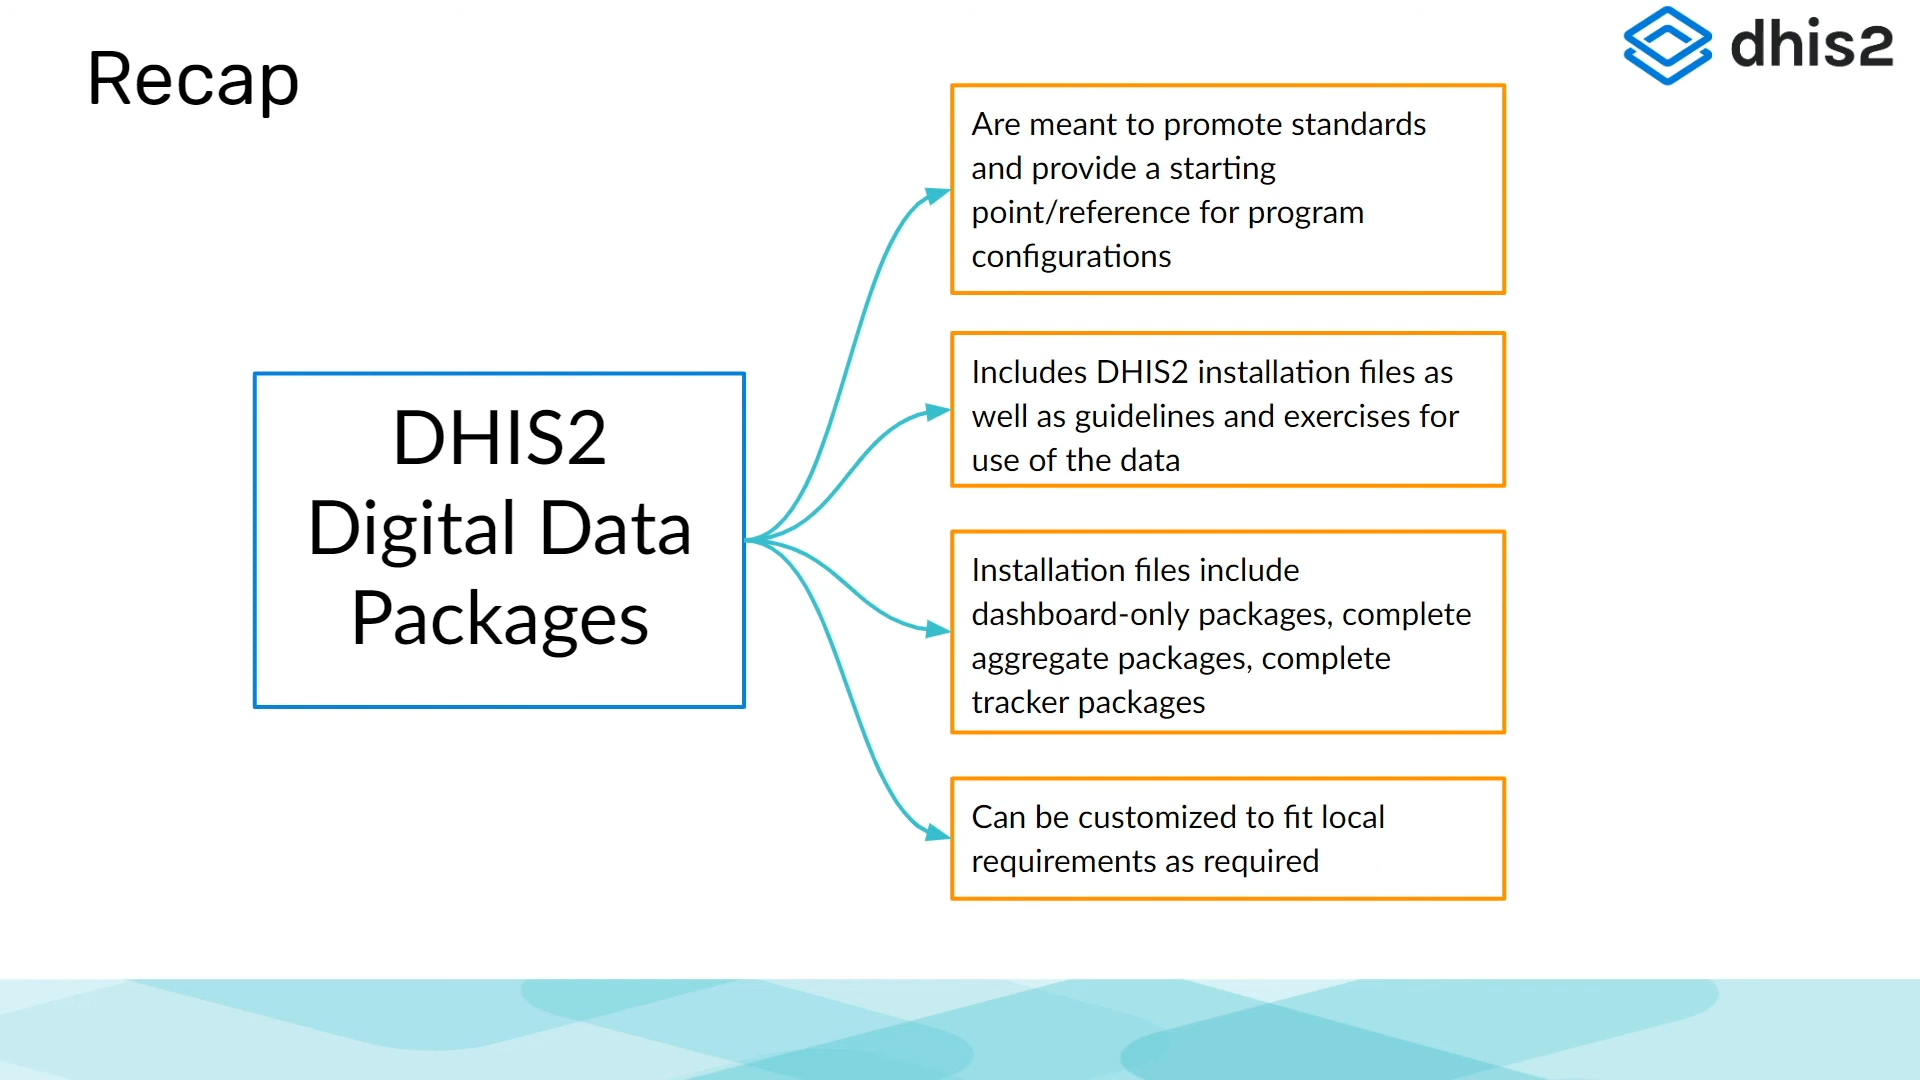 Recap
dhis2
DHIS2
Digital Data
Packages
Are meant to promote standards
and provide a starting
point/reference for program
configurations
Includes DHIS2 installation files as
well as guidelines and exercises for
use of the data
Installation files include
dashboard-only packages, complete
aggregate packages, complete
tracker packages
Can be customized to fit local
requirements as required